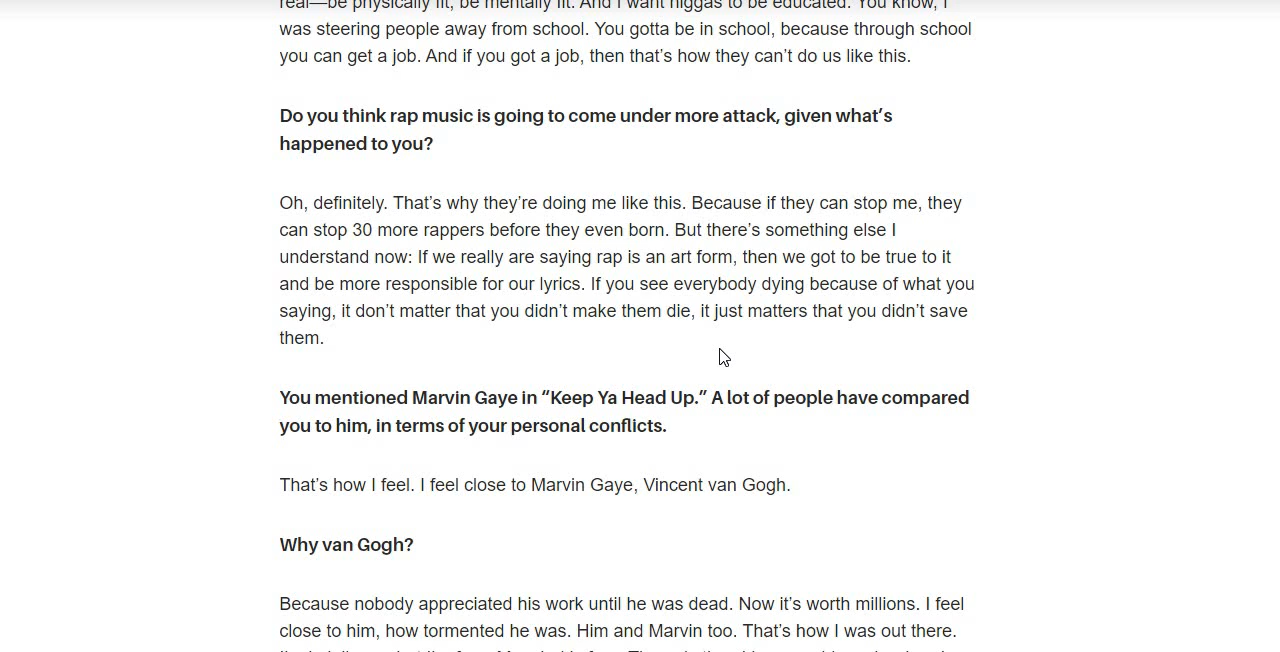 real—be physically fit, be mentally fit. And I want niggas to be educated. You know, I
was steering people away from school. You gotta be in school, because through school
you can get a job. And if you got a job, then that’s how they can’t do us like this.
Do you think rap music is going to come under more attack, given what’s
happened to you?
Oh, definitely. That’s why they’re doing me like this. Because if they can stop me, they
can stop 30 more rappers before they even born. But there’s something else I
understand now: If we really are saying rap is an art form, then we got to be true to it
and be more responsible for our lyrics. If you see everybody dying because of what you
saying, it don’t matter that you didn’t make them die, it just matters that you didn’t save
them.
You mentioned Marvin Gaye in “Keep Ya Head Up.” A lot of people have compared
you to him, in terms of your personal conflicts.
That’s how I feel. I feel close to Marvin Gaye, Vincent van Gogh.
Why van Gogh?
Because nobody appreciated his work until he was dead. Now it’s worth millions. I feel
close to him, how tormented he was. Him and Marvin too. That’s how I was out there.